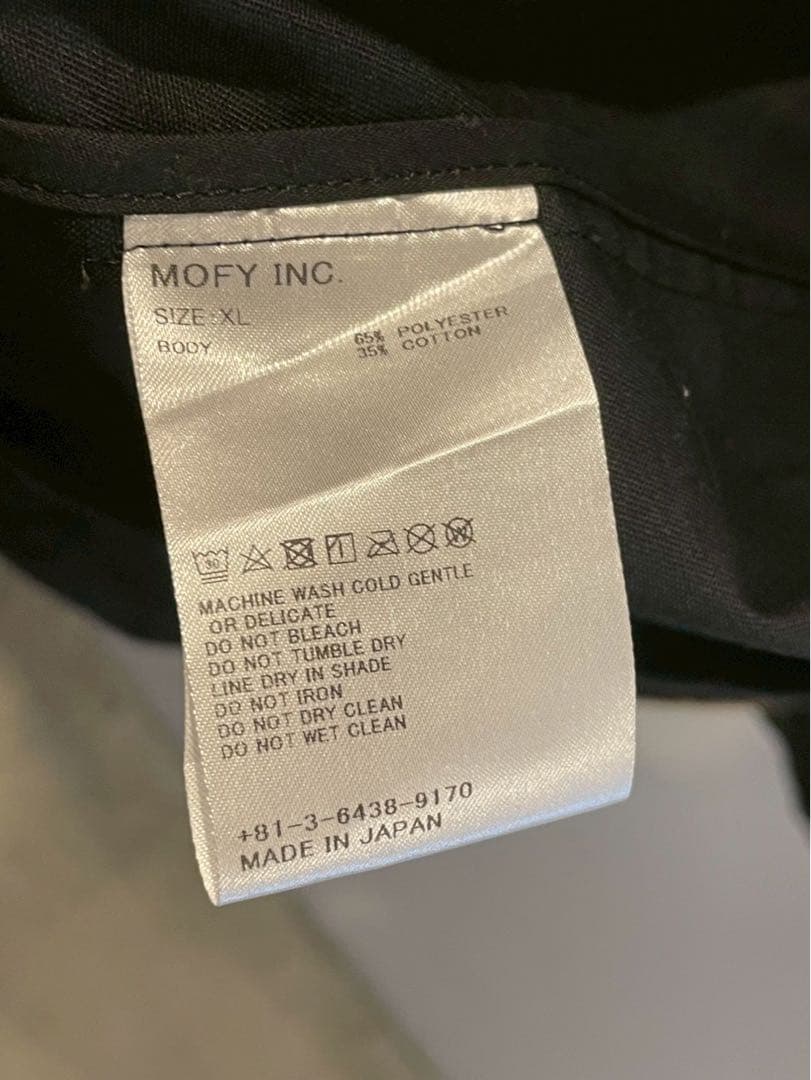 MOFY INC.
SIZE:XL
BODY 65% POLYESTER
35% COTTON
30
W
MACHINE WASH COLD GENTLE
OR DELICATE
DO NOT BLEACH
DO NOT TUMBLE DRY
LINE DRY IN SHADE
DO NOT IRON
DO NOT DRY CLEAN
DO NOT WET CLEAN
+81-3-6438-9170
MADE IN JAPAN